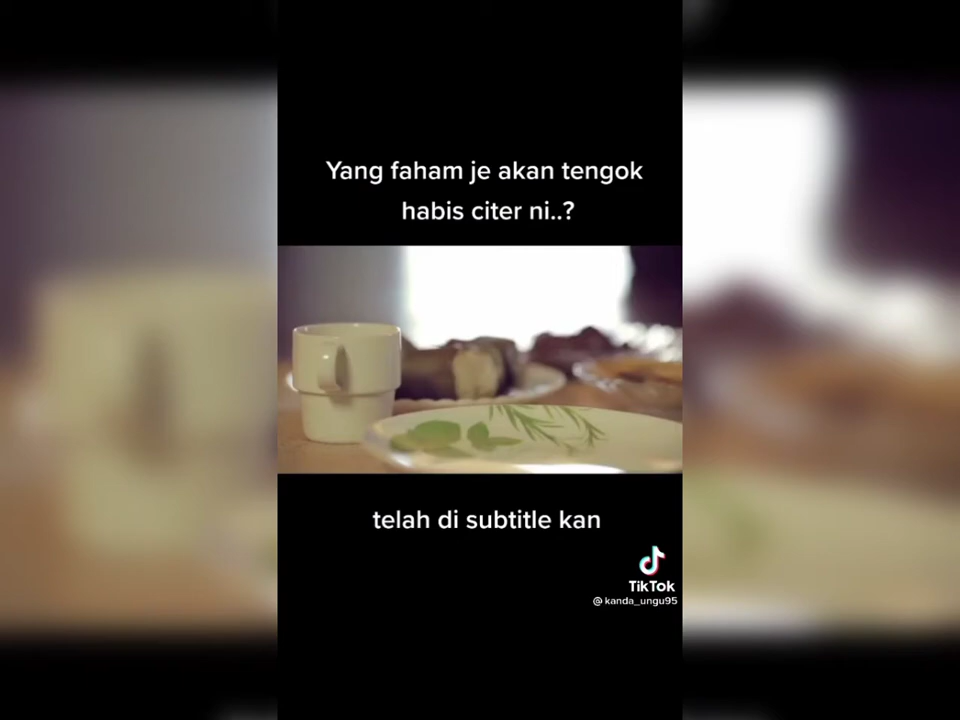 Yang faham je akan tengok
habis citer ni..?
telah di subtitle kan
TikTok
@kanda_ungu95